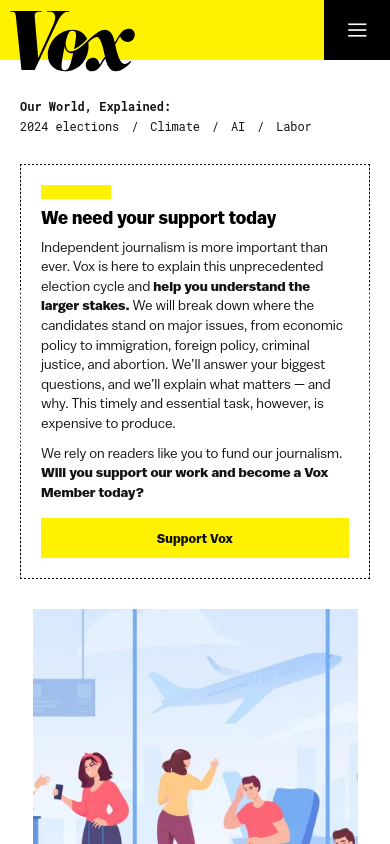 Vox
Our World, Explained:
2024 elections / Climate / AI / Labor
We need your support today
Independent journalism is more important than
ever. Vox is here to explain this unprecedented
election cycle and help you understand the
larger stakes. We will break down where the
candidates stand on major issues, from economic
policy to immigration, foreign policy, criminal
justice, and abortion. We’ll answer your biggest
questions, and we’ll explain what matters — and
why. This timely and essential task, however, is
expensive to produce.
We rely on readers like you to fund our journalism.
Will you support our work and become a Vox
Member today?
Support Vox